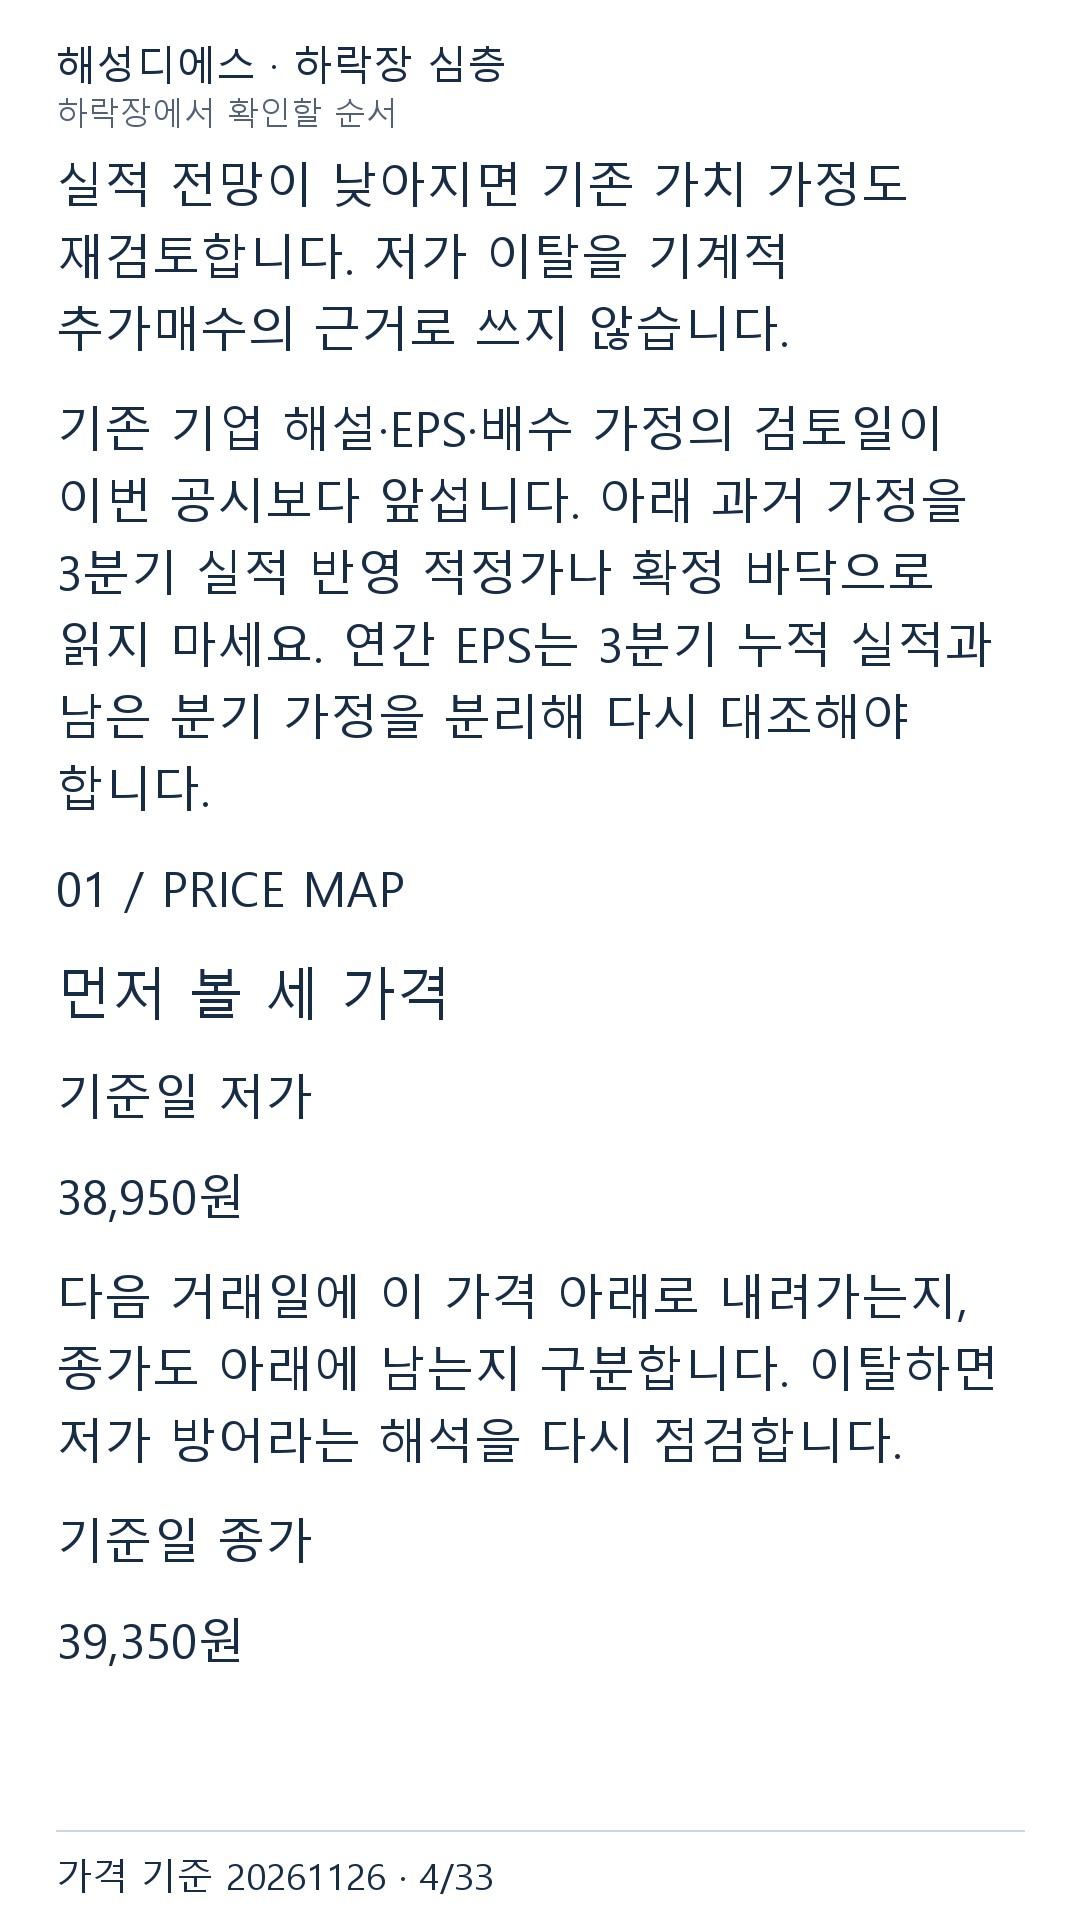 해성디에스 · 하락장 심층
하락장에서 확인할 순서
실적 전망이 낮아지면 기존 가치 가정도
재검토합니다. 저가 이탈을 기계적
추가매수의 근거로 쓰지 않습니다.
기존 기업 해설·EPS·배수 가정의 검토일이
이번 공시보다 앞섭니다. 아래 과거 가정을
3분기 실적 반영 적정가나 확정 바닥으로
읽지 마세요. 연간 EPS는 3분기 누적 실적과
남은 분기 가정을 분리해 다시 대조해야
합니다.
01 / PRICE MAP
먼저 볼 세 가격
기준일 저가
38,950원
다음 거래일에 이 가격 아래로 내려가는지,
종가도 아래에 남는지 구분합니다. 이탈하면
저가 방어라는 해석을 다시 점검합니다.
기준일 종가
39,350원
가격 기준 20261126 · 4/33